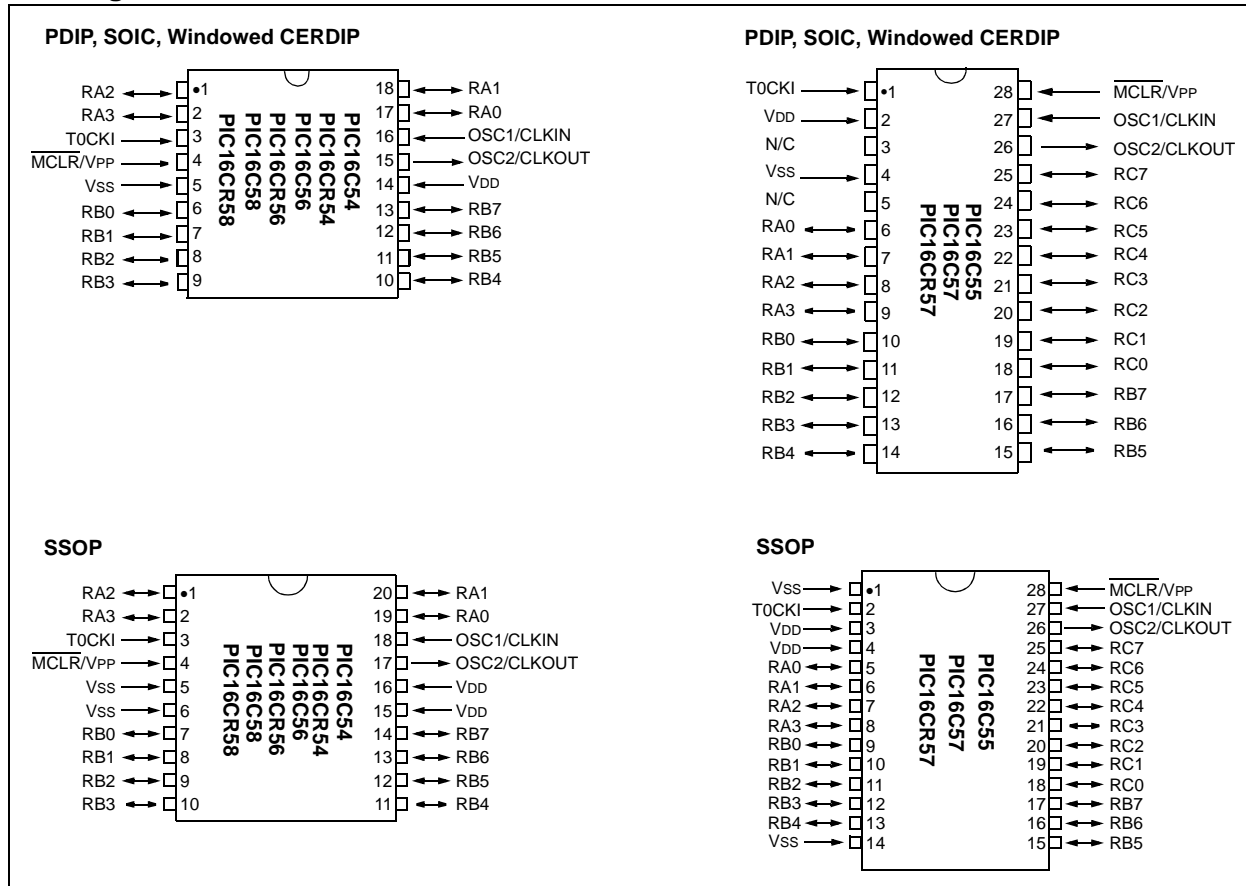 PDIP, SOIC, Windowed CERDIP
RA2 •1 18 RA1
RA3 2 17 RA0
T0CKI 3 16 OSC1/CLKIN
MCLR/VPP 4 15 OSC2/CLKOUT
VSS 5 14 VDD
RB0 6 13 RB7
RB1 7 12 RB6
RB2 8 11 RB5
RB3 9 10 RB4
PIC16C54
PIC16CR54
PIC16C56
PIC16CR56
PIC16C58
PIC16CR58
PDIP, SOIC, Windowed CERDIP
T0CKI •1 28 MCLR/VPP
VDD 2 27 OSC1/CLKIN
N/C 3 26 OSC2/CLKOUT
VSS 4 25 RC7
N/C 5 24 RC6
RA0 6 23 RC5
RA1 7 22 RC4
RA2 8 21 RC3
RA3 9 20 RC2
RB0 10 19 RC1
RB1 11 18 RC0
RB2 12 17 RB7
RB3 13 16 RB6
RB4 14 15 RB5
PIC16C55
PIC16C57
PIC16CR57
SSOP
RA2 •1 20 RA1
RA3 2 19 RA0
T0CKI 3 18 OSC1/CLKIN
MCLR/VPP 4 17 OSC2/CLKOUT
VSS 5 16 VDD
VSS 6 15 VDD
RB0 7 14 RB7
RB1 8 13 RB6
RB2 9 12 RB5
RB3 10 11 RB4
PIC16C54
PIC16CR54
PIC16C56
PIC16CR56
PIC16C58
PIC16CR58
SSOP
VSS •1 28 MCLR/VPP
T0CKI 2 27 OSC1/CLKIN
VDD 3 26 OSC2/CLKOUT
VDD 4 25 RC7
RA0 5 24 RC6
RA1 6 23 RC5
RA2 7 22 RC4
RA3 8 21 RC3
RB0 9 20 RC2
RB1 10 19 RC1
RB2 11 18 RC0
RB3 12 17 RB7
RB4 13 16 RB6
VSS 14 15 RB5
PIC16C55
PIC16C57
PIC16CR57